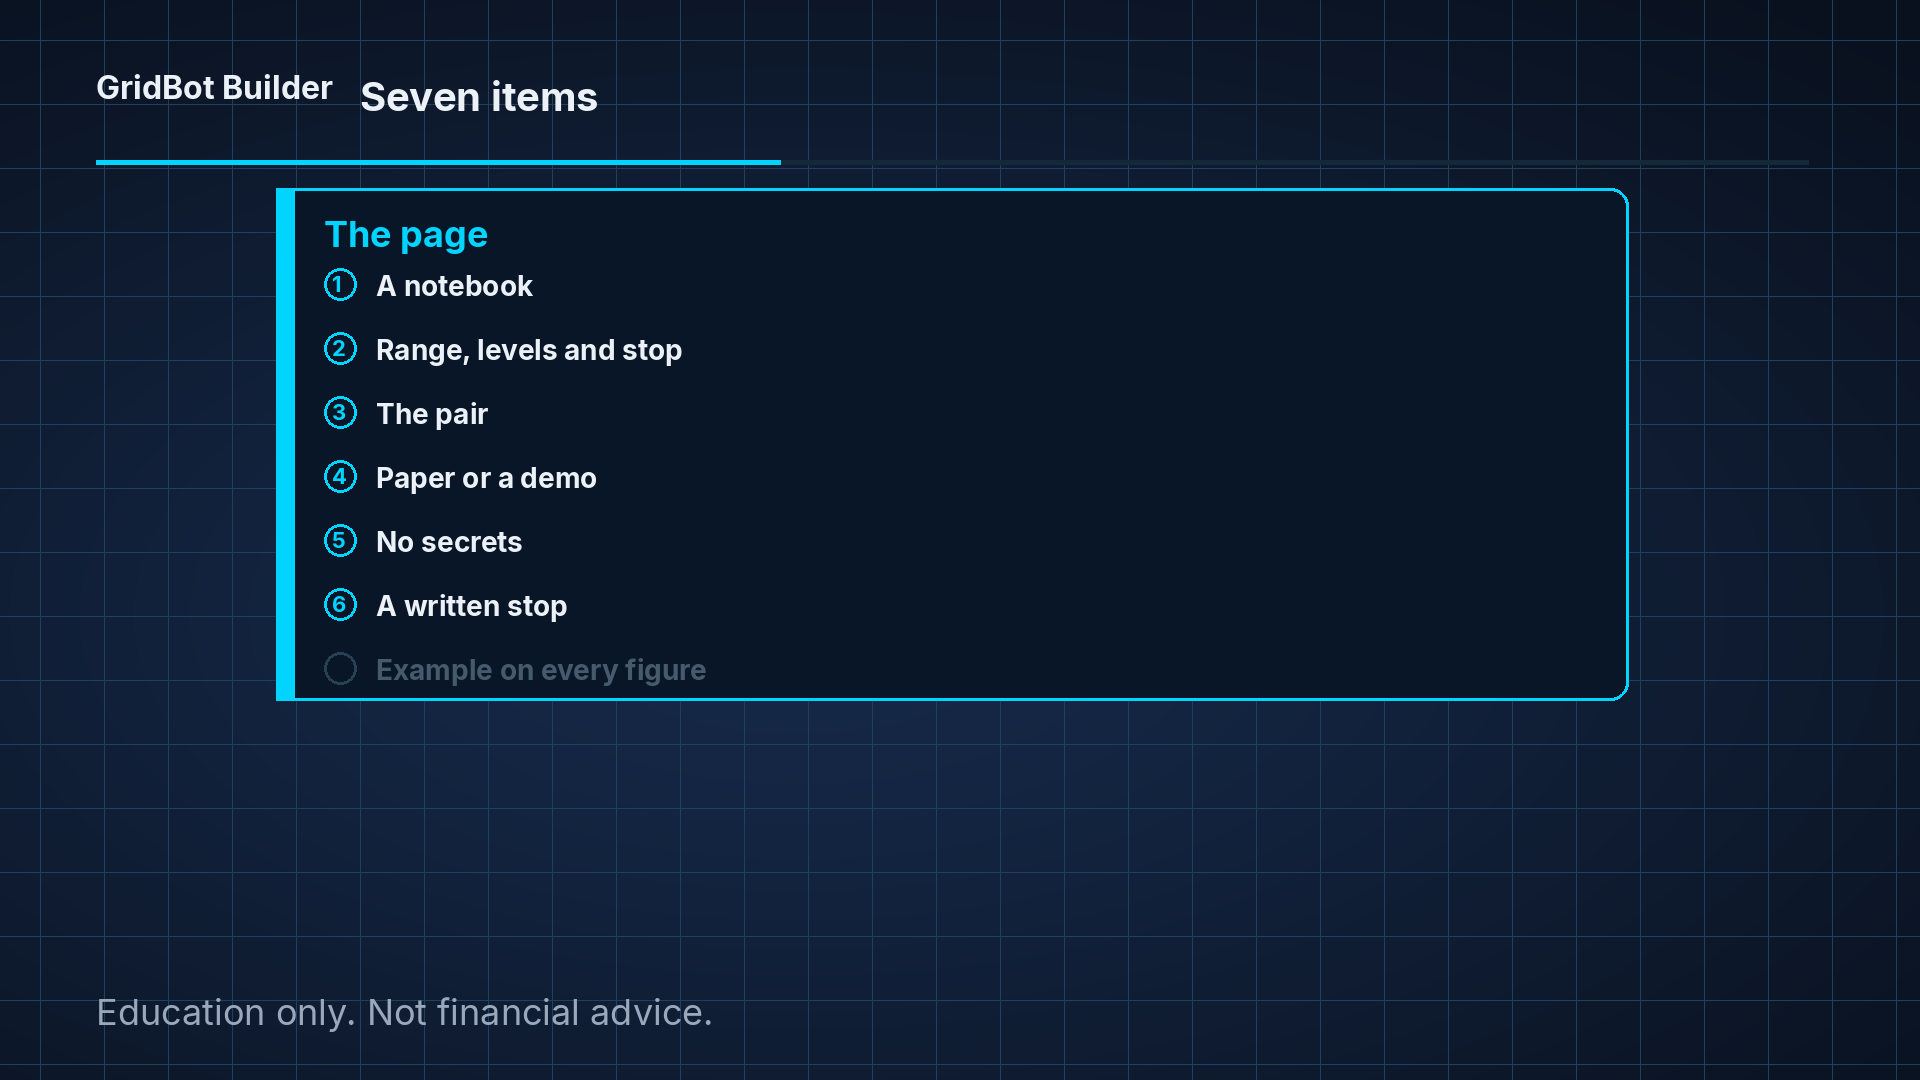 GridBot Builder
Seven items
The page
1 A notebook
2 Range, levels and stop
3 The pair
4 Paper or a demo
5 No secrets
6 A written stop
Example on every figure
Education only. Not financial advice.